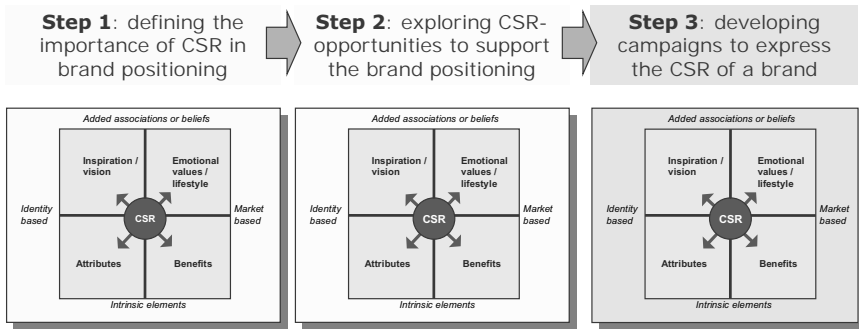 Step 1: defining the
importance of CSR in
brand positioning
Step 2: exploring CSR-
opportunities to support
the brand positioning
Step 3: developing
campaigns to express
the CSR of a brand
Added associations or beliefs
Inspiration /
vision
Emotional
values /
lifestyle
Identity
based
CSR
Market
based
Attributes
Benefits
Intrinsic elements
Added associations or beliefs
Inspiration /
vision
Emotional
values /
lifestyle
Identity
based
CSR
Market
based
Attributes
Benefits
Intrinsic elements
Added associations or beliefs
Inspiration /
vision
Emotional
values /
lifestyle
Identity
based
CSR
Market
based
Attributes
Benefits
Intrinsic elements